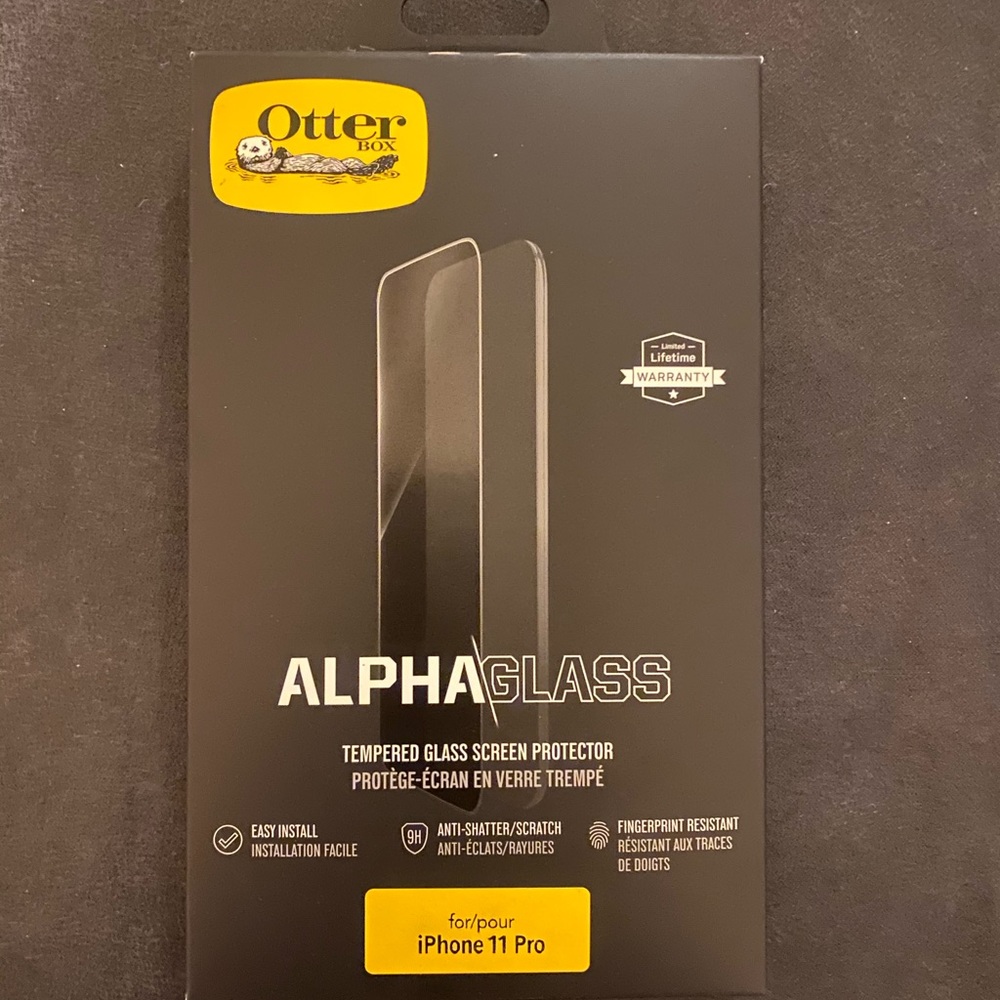 Otter
BOX
Limited
Lifetime
WARRANTY
ALPHAGLASS
TEMPERED GLASS SCREEN PROTECTOR
PROTÈGE-ÉCRAN EN VERRE TREMPÉ
EASY INSTALL
INSTALLATION FACILE
9H
ANTI-SHATTER/SCRATCH
ANTI-ÉCLATS/RAYURES
FINGERPRINT RESISTANT
RÉSISTANT AUX TRACES
DE DOIGTS
for/pour
iPhone 11 Pro